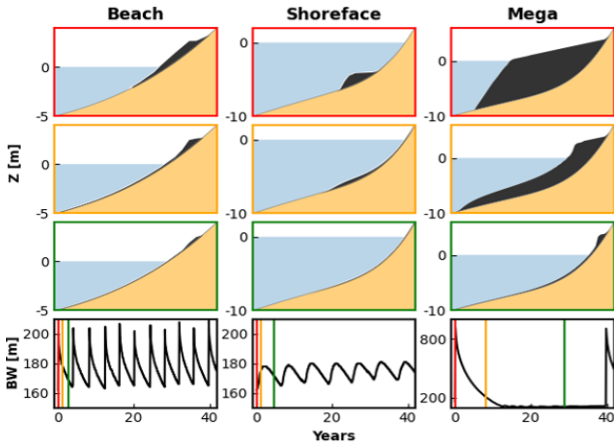 Beach Shoreface Mega
0 0 0
-5 -10 -10
Z [m]
0 0 0
-5 -10 -10
0 0 0
-5 -10 -10
BW [m]
200 200 800
180 180
160 160 200
0 20 40 0 20 40 0 20 40
Years